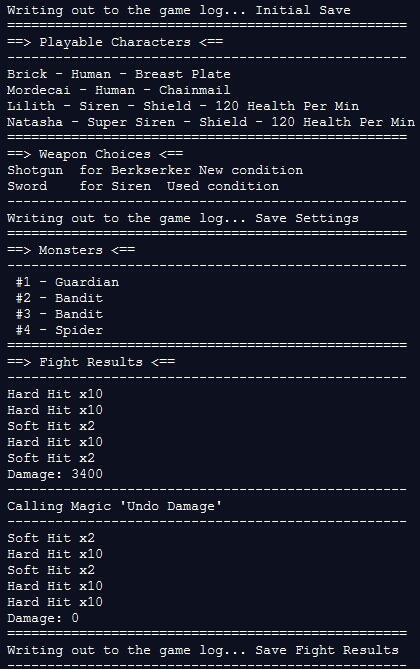 Writing out to the game log... Initial Save
==================================================
==> Playable Characters <==
--------------------------------------------------
Brick - Human - Breast Plate
Mordecai - Human - Chainmail
Lilith - Siren - Shield - 120 Health Per Min
Natasha - Super Siren - Shield - 120 Health Per Min
==================================================
==> Weapon Choices <==
Shotgun  for Berkserker New condition
Sword    for Siren  Used condition
--------------------------------------------------
Writing out to the game log... Save Settings
==================================================
==> Monsters <==
--------------------------------------------------
 #1 - Guardian
 #2 - Bandit
 #3 - Bandit
 #4 - Spider
==================================================
==> Fight Results <==
--------------------------------------------------
Hard Hit x10
Hard Hit x10
Soft Hit x2
Hard Hit x10
Soft Hit x2
Damage: 3400
--------------------------------------------------
Calling Magic 'Undo Damage'
--------------------------------------------------
Soft Hit x2
Hard Hit x10
Soft Hit x2
Hard Hit x10
Hard Hit x10
Damage: 0
==================================================
Writing out to the game log... Save Fight Results
--------------------------------------------------